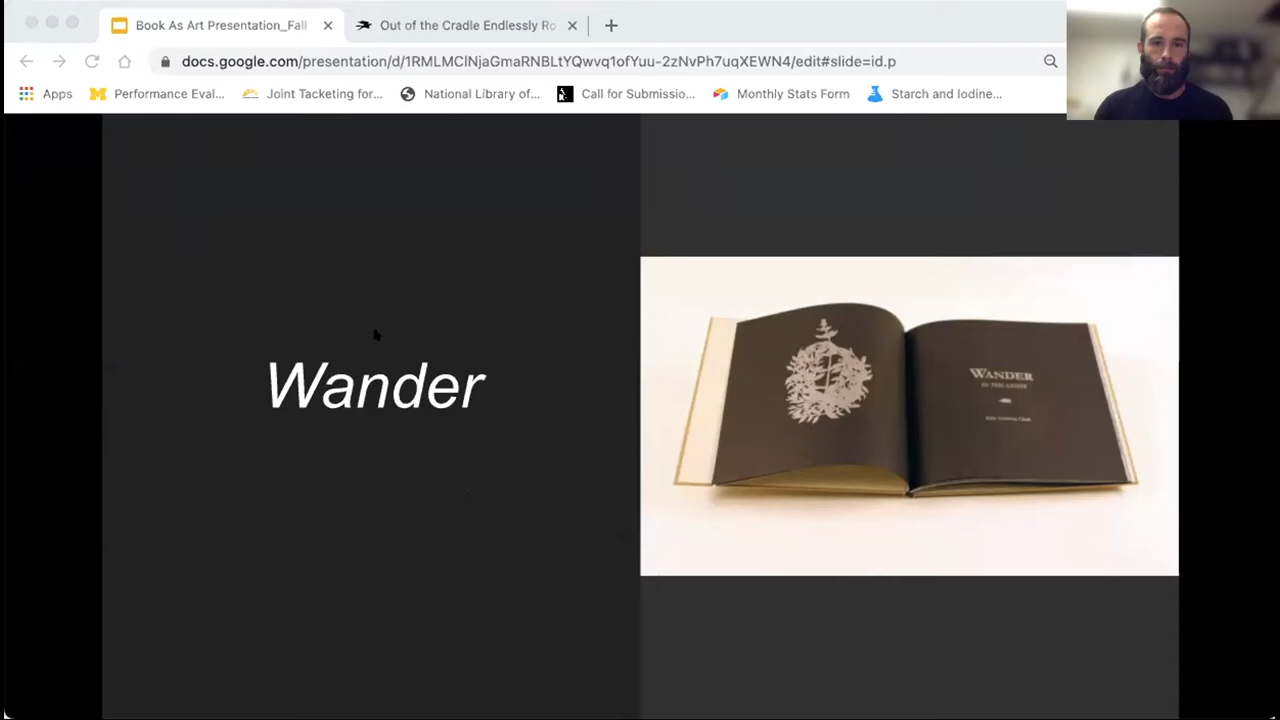 Book As Art Presentation_Fall
Out of the Cradle Endlessly Ro
docs.google.com/presentation/d/1RMLMClNjaGmaRNBLtYQwvq1ofYuu-2zNvPh7uqXEWN4/edit#slide=id.p
Apps
Performance Eval...
Joint Tacketing for...
National Library of...
Call for Submissio...
Monthly Stats Form
Starch and Iodine...
Wander
WANDER